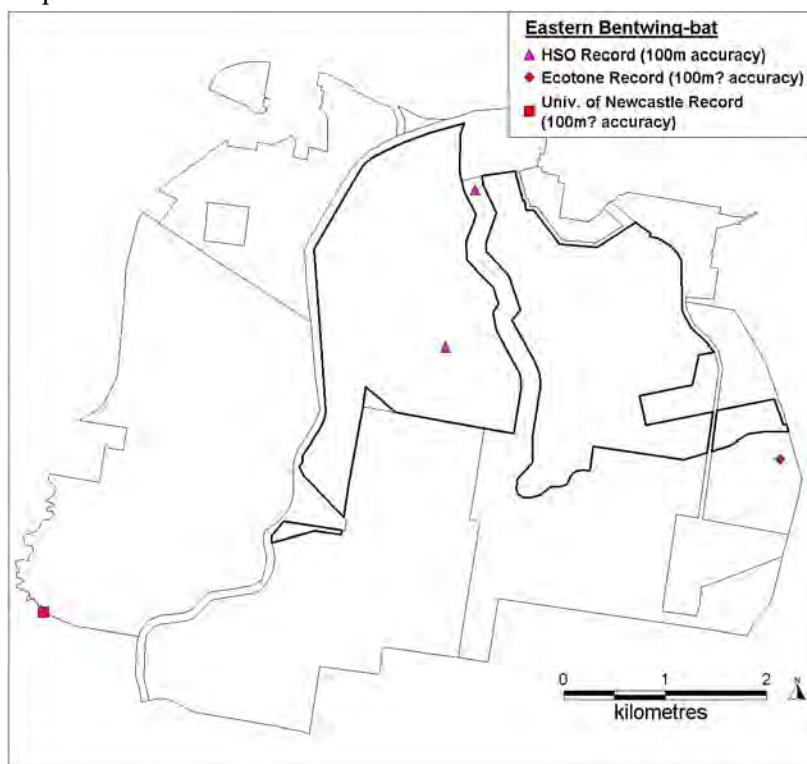 Eastern Bentwing-bat
HSO Record (100m accuracy)
Ecotone Record (100m? accuracy)
Univ. of Newcastle Record
(100m? accuracy)
0 1 2
kilometres
N